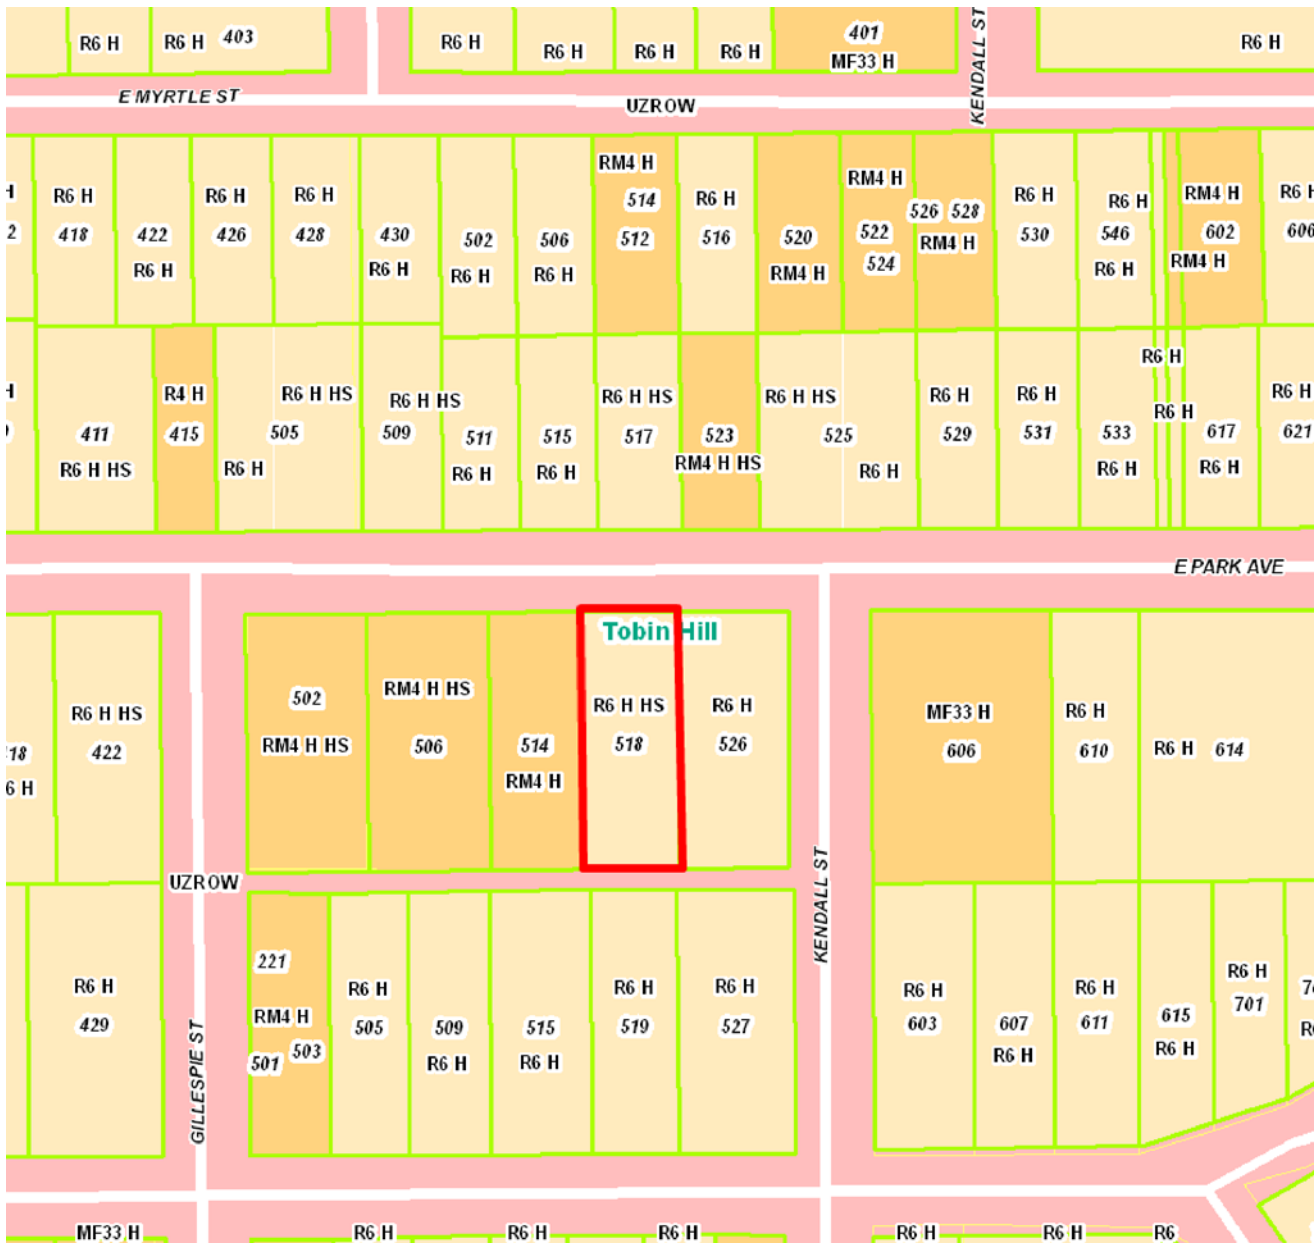 R6 H
R6 H 403
R6 H
R6 H
R6 H
R6 H
401
MF33 H
KENDALL ST
R6 H
E MYRTLE ST
UZROW
H
2
R6 H
418
422
R6 H
R6 H
426
R6 H
428
430
R6 H
502
R6 H
506
R6 H
RM4 H
514
512
R6 H
516
520
RM4 H
RM4 H
522
524
526 528
RM4 H
R6 H
530
R6 H
546
R6 H
RM4 H
602
RM4 H
R6 H
606
H
411
R6 H HS
R4 H
415
R6 H HS
505
R6 H
R6 H HS
509
511
R6 H
515
R6 H
R6 H HS
517
523
RM4 H HS
R6 H HS
525
R6 H
R6 H
529
R6 H
531
533
R6 H
R6 H
R6 H
617
R6 H
R6 H
621
E PARK AVE
Tobin Hill
R6 H HS
422
18
6 H
502
RM4 H HS
RM4 H HS
506
514
RM4 H
R6 H HS
518
R6 H
526
MF33 H
606
R6 H
610
R6 H 614
UZROW
KENDALL ST
GILLESPIE ST
R6 H
429
221
RM4 H
501 503
R6 H
505
509
R6 H
515
R6 H
R6 H
519
R6 H
527
R6 H
603
607
R6 H
R6 H
611
615
R6 H
R6 H
701
MF33 H
R6 H
R6 H
R6 H
R6 H
R6 H
R6